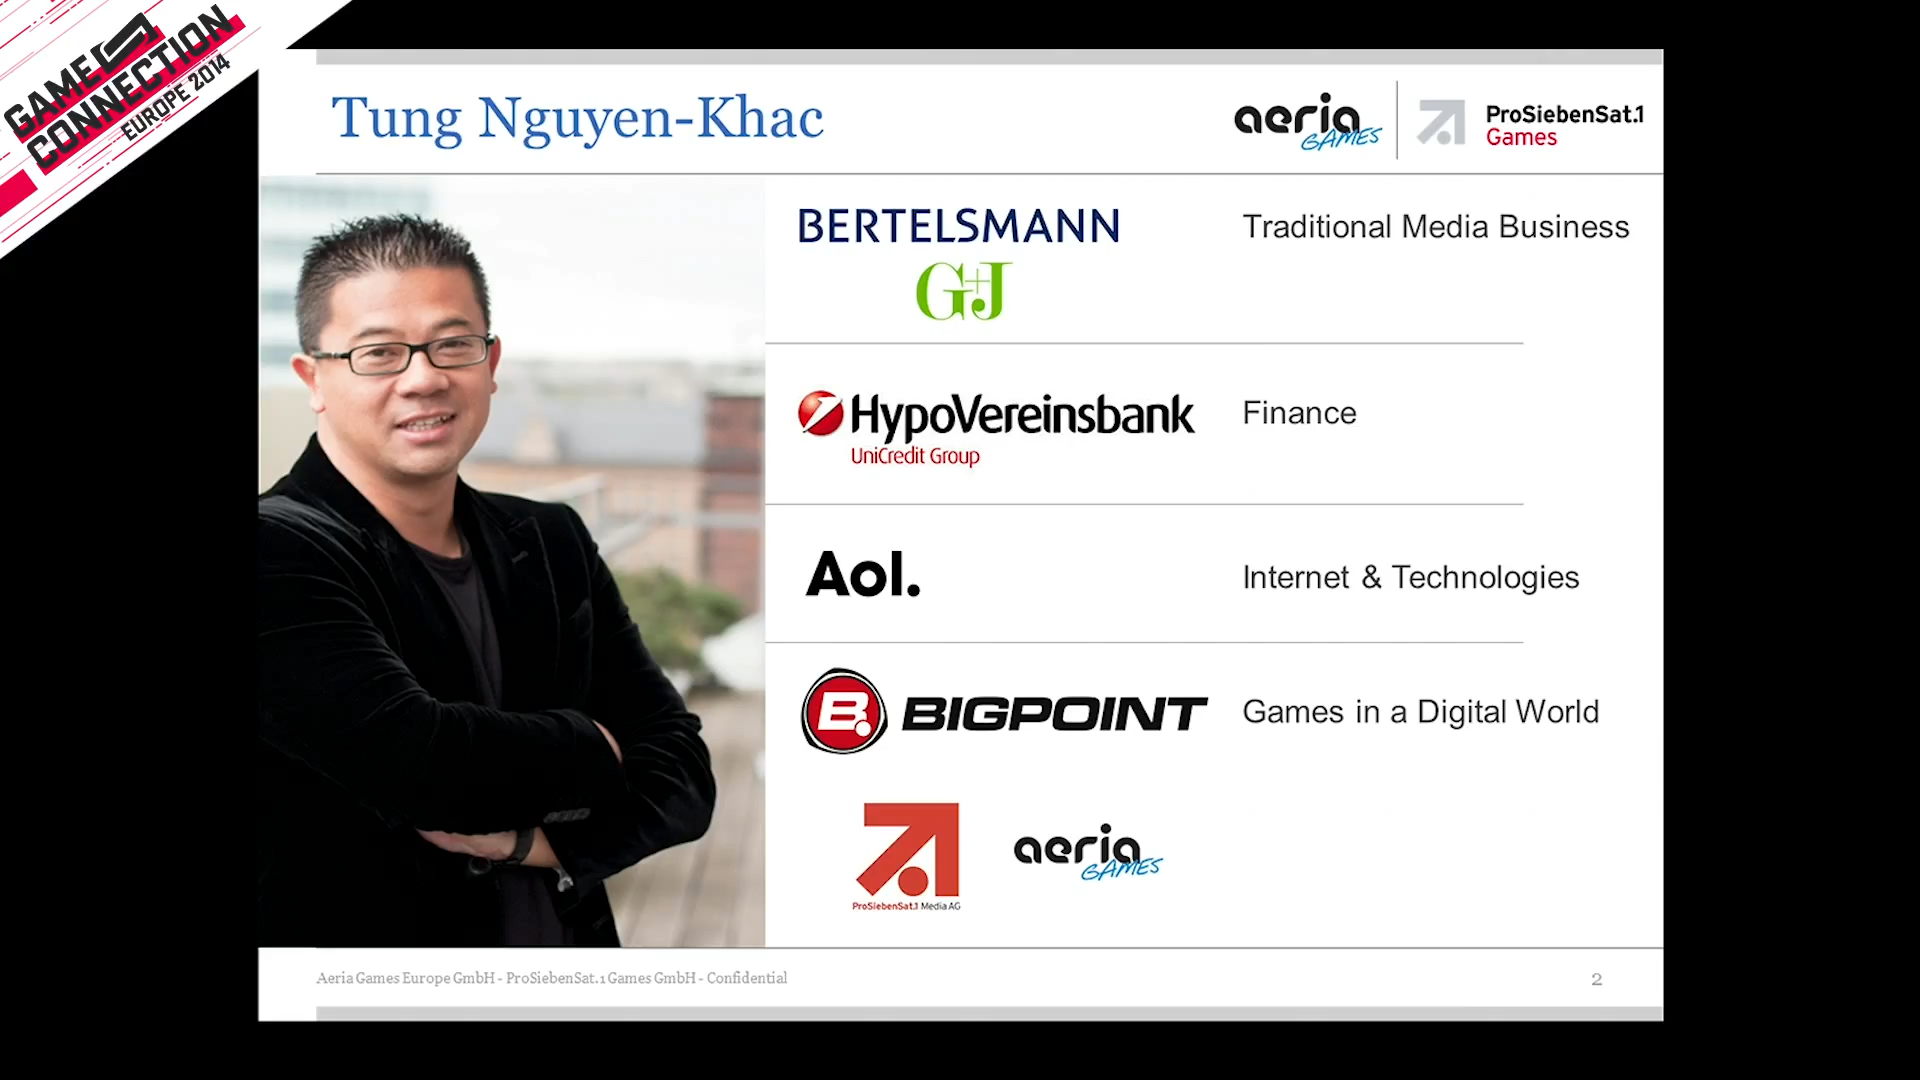 GAME
CONNECTION
EUROPE 2014
Tung Nguyen-Khac
aeria
GAMES
ProSiebenSat.1
Games
BERTELSMANN
G+J
Traditional Media Business
HypoVereinsbank
UniCredit Group
Finance
Aol.
Internet & Technologies
B.
BIGPOINT
Games in a Digital World
ProSiebenSat.1 Media AG
aeria
GAMES
Aeria Games Europe GmbH - ProSiebenSat.1 Games GmbH - Confidential
2